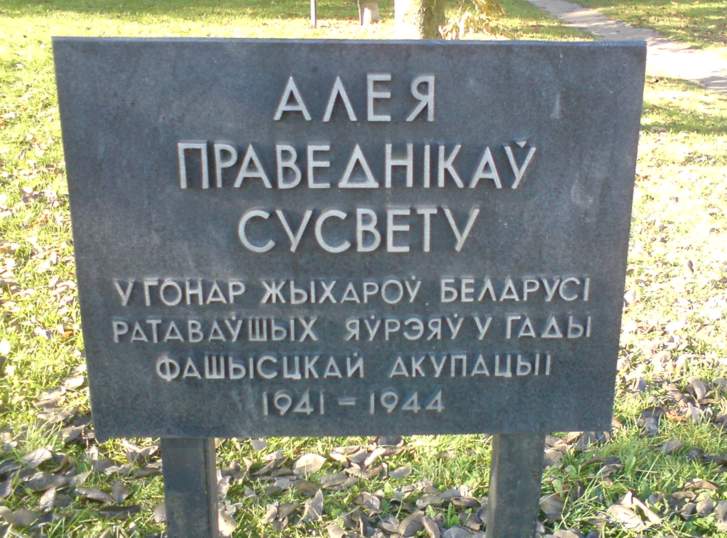 АЛЕЯ
ПРАВЕДНІКАЎ
СУСВЕТУ
У ГОНАР ЖЫХАРОЎ БЕЛАРУСІ
РАТАВАЎШЫХ ЯЎРЭЯЎ У ГАДЫ
ФАШЫСЦКАЙ АКУПАЦЫІ
1941 – 1944